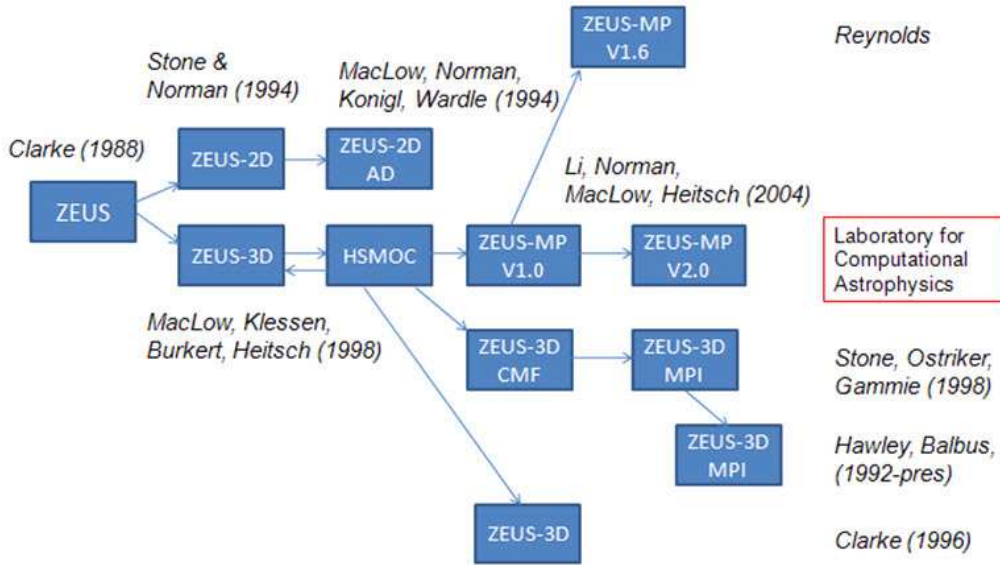 ZEUS-MP
V1.6
Reynolds
Stone &
Norman (1994)
MacLow, Norman,
Konigl, Wardle (1994)
Clarke (1988)
ZEUS-2D
ZEUS-2D
AD
Li, Norman,
MacLow, Heitsch (2004)
ZEUS
ZEUS-3D
HSMOC
ZEUS-MP
V1.0
ZEUS-MP
V2.0
Laboratory for
Computational
Astrophysics
MacLow, Klessen,
Burkert, Heitsch (1998)
ZEUS-3D
CMF
ZEUS-3D
MPI
Stone, Ostriker,
Gammie (1998)
ZEUS-3D
MPI
Hawley, Balbus,
(1992-pres)
ZEUS-3D
Clarke (1996)